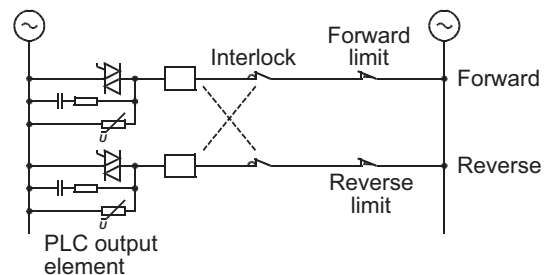 Interlock
Forward
limit
Forward
U
Reverse
Reverse
limit
U
PLC output
element